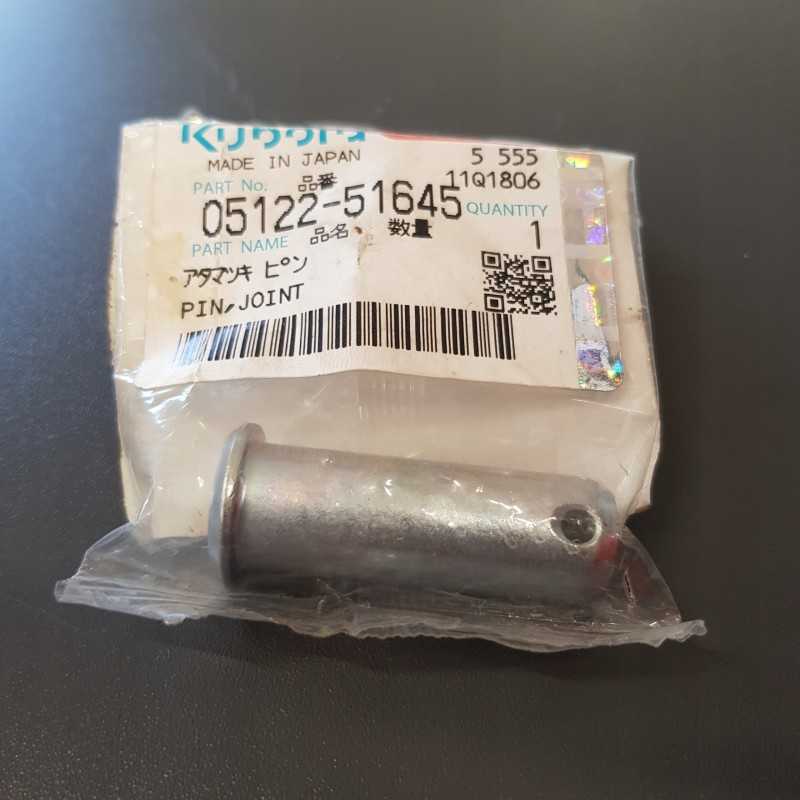 Kubota
MADE IN JAPAN 5 555
PART No. 品番 11Q1806
05122-51645 QUANTITY
PART NAME 品名 数量 1
アタマツキ ピン
PIN,JOINT